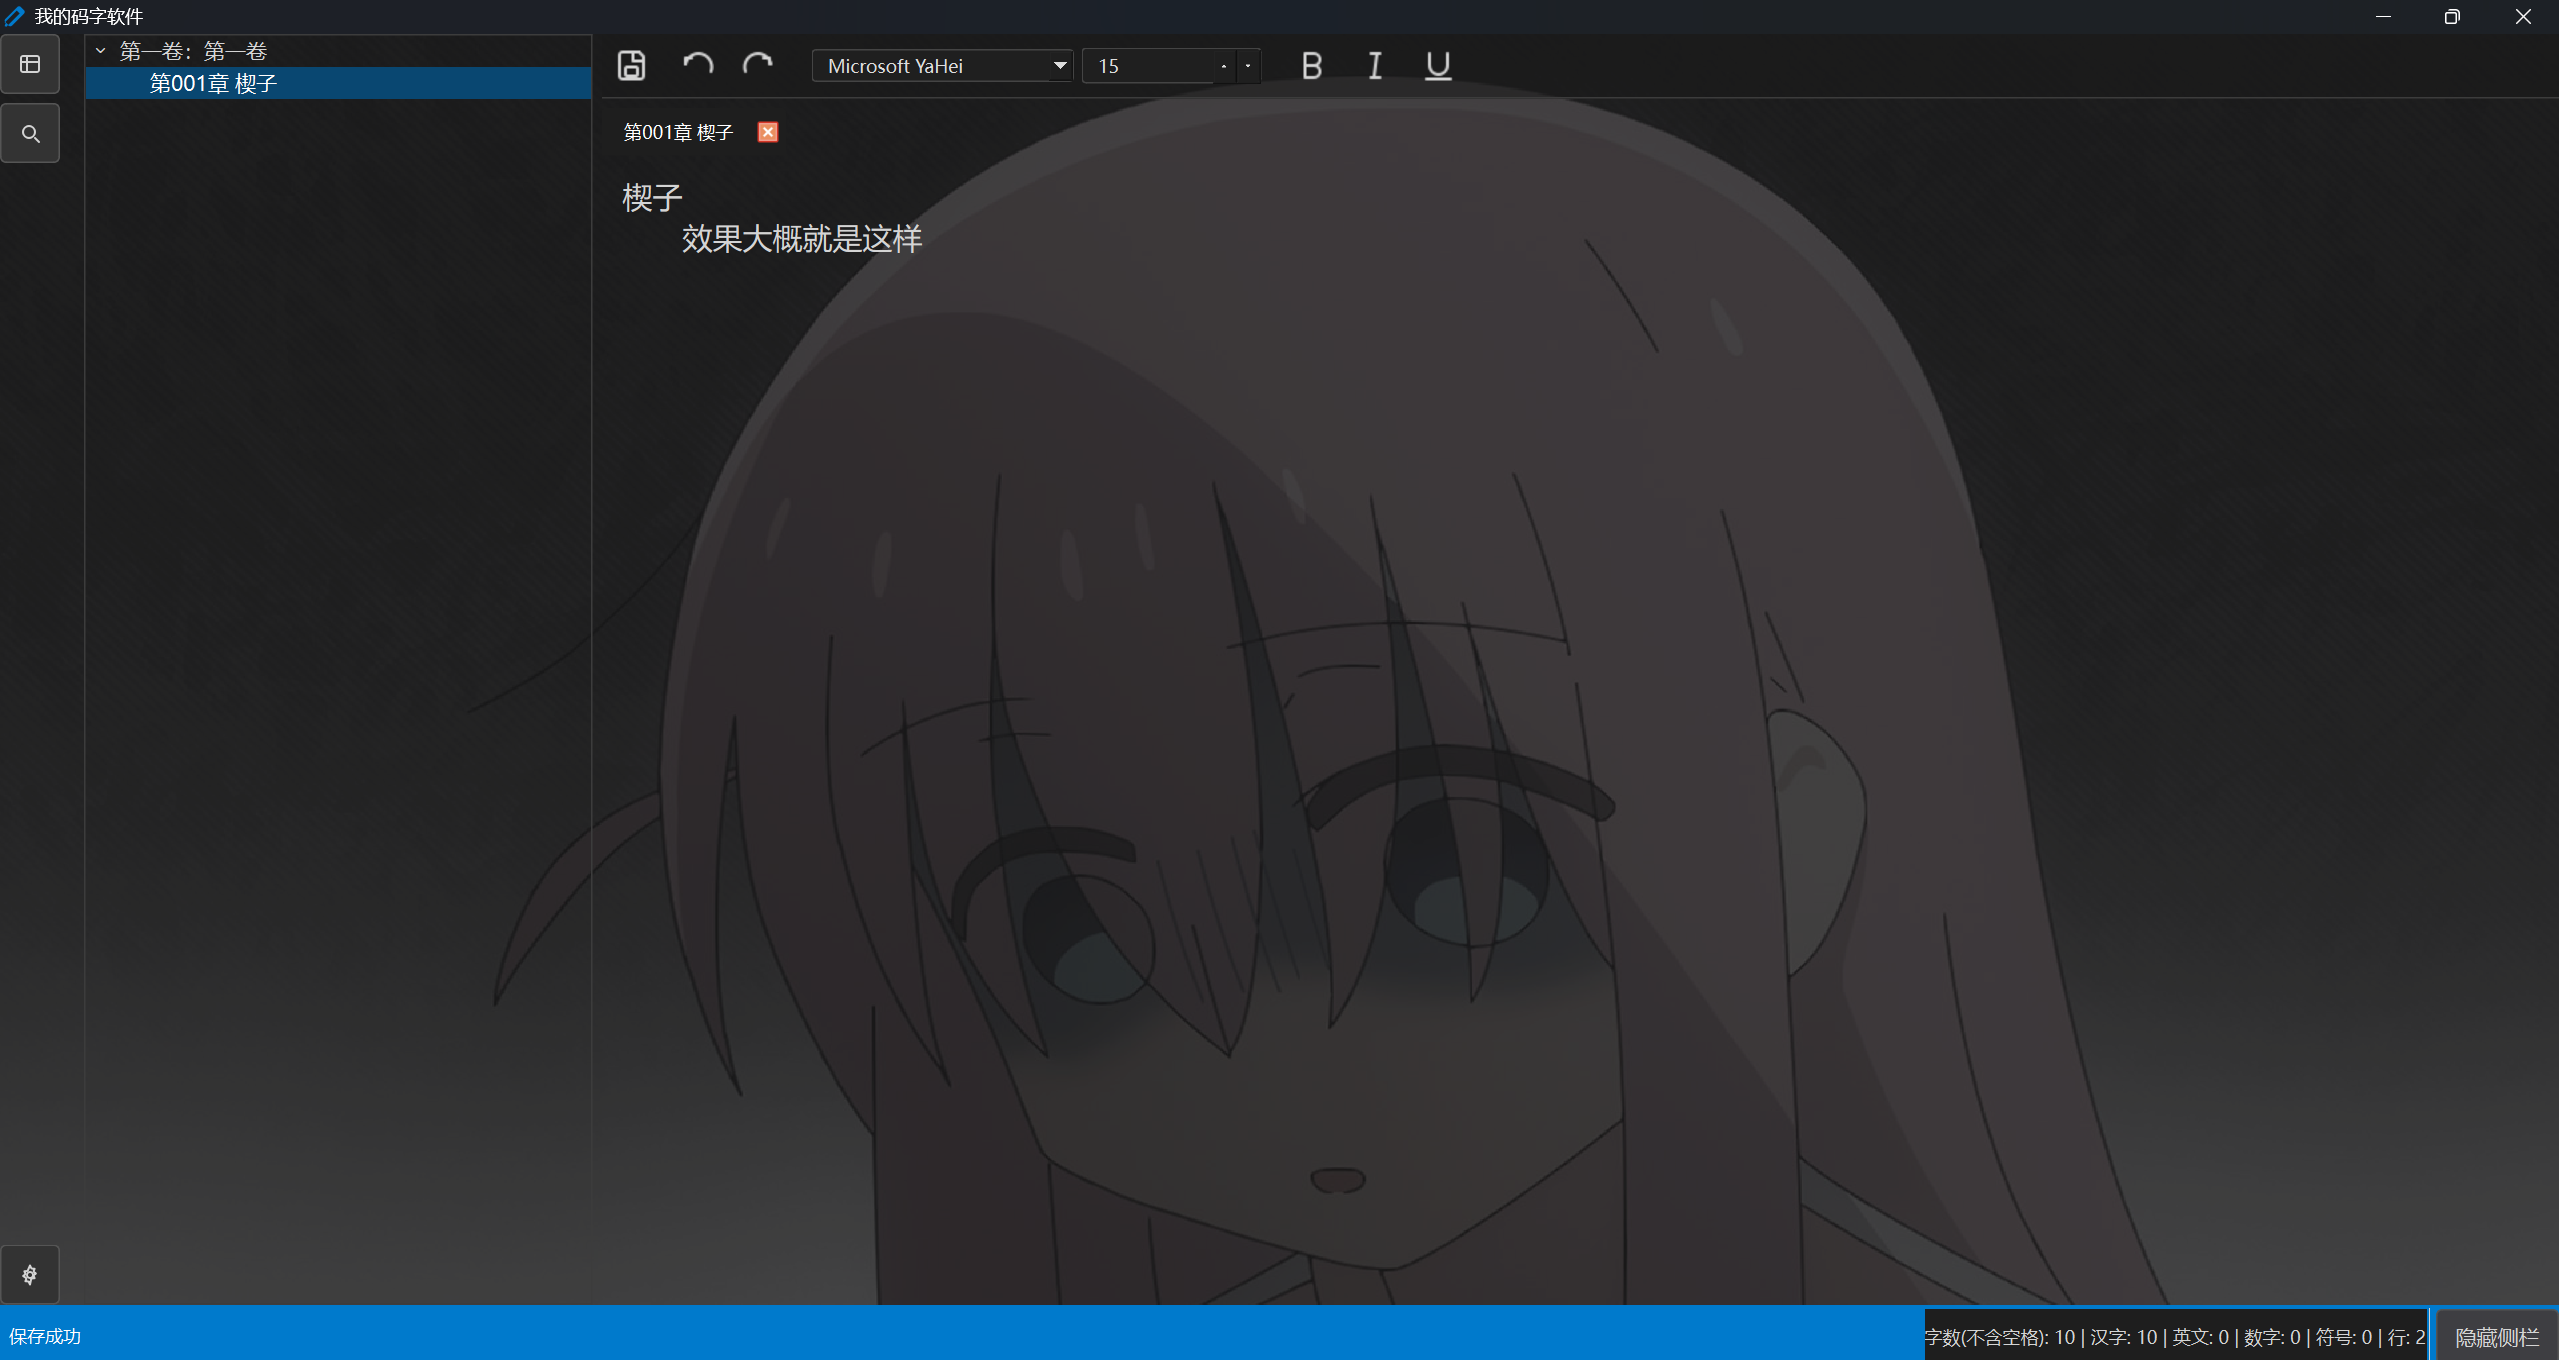 我的码字软件
第一卷：第一卷
第001章 楔子
Microsoft YaHei
15
B I U
第001章 楔子
楔子
效果大概就是这样
保存成功
字数(不含空格): 10 | 汉字: 10 | 英文: 0 | 数字: 0 | 符号: 0 | 行: 2
隐藏侧栏